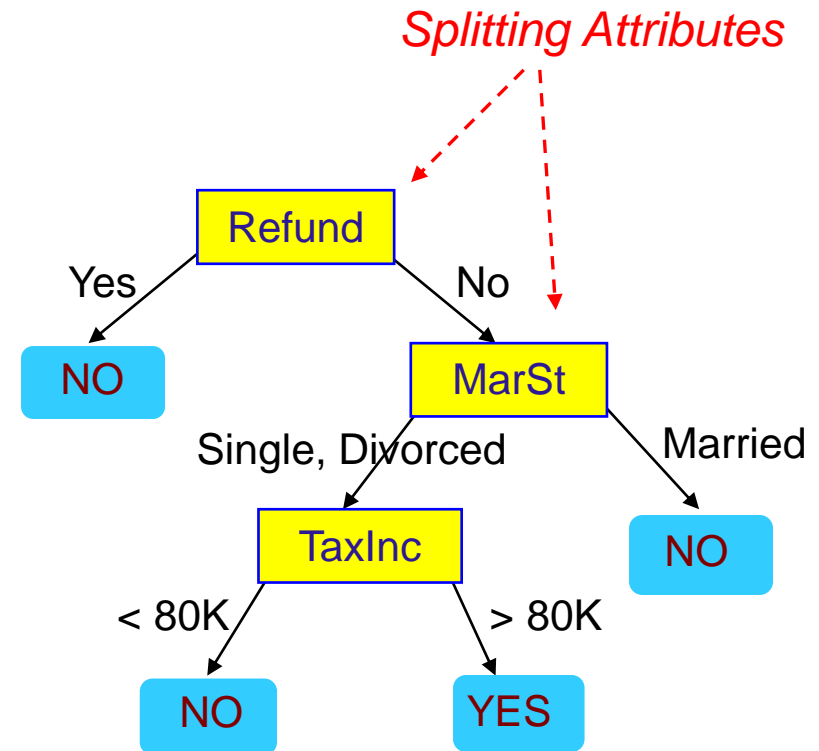 Splitting Attributes
Refund
Yes
No
NO
MarSt
Single, Divorced
Married
TaxInc
NO
< 80K
> 80K
NO
YES